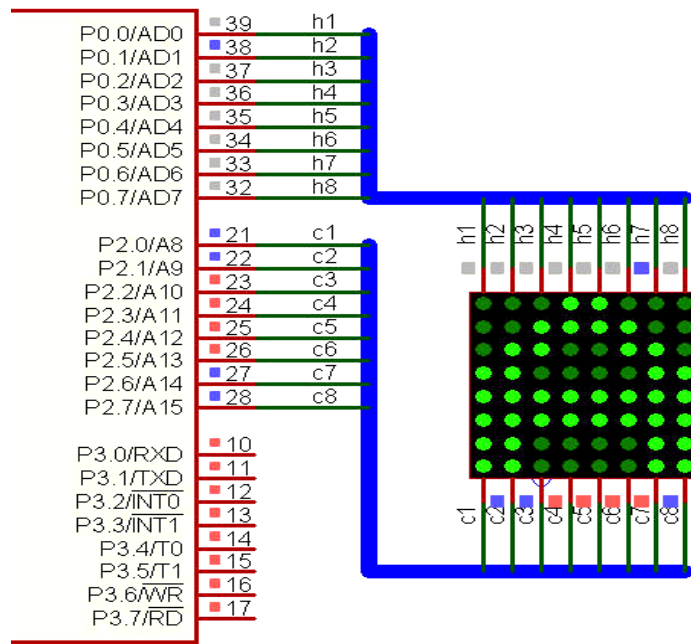 P0.0/AD0 39 h1
P0.1/AD1 38 h2
P0.2/AD2 37 h3
P0.3/AD3 36 h4
P0.4/AD4 35 h5
P0.5/AD5 34 h6
P0.6/AD6 33 h7
P0.7/AD7 32 h8
P2.0/A8 21 c1
P2.1/A9 22 c2
P2.2/A10 23 c3
P2.3/A11 24 c4
P2.4/A12 25 c5
P2.5/A13 26 c6
P2.6/A14 27 c7
P2.7/A15 28 c8
P3.0/RXD 10
P3.1/TXD 11
P3.2/INT0 12
P3.3/INT1 13
P3.4/T0 14
P3.5/T1 15
P3.6/WR 16
P3.7/RD 17
h1 h2 h3 h4 h5 h6 h7 h8
c1 c2 c3 c4 c5 c6 c7 c8